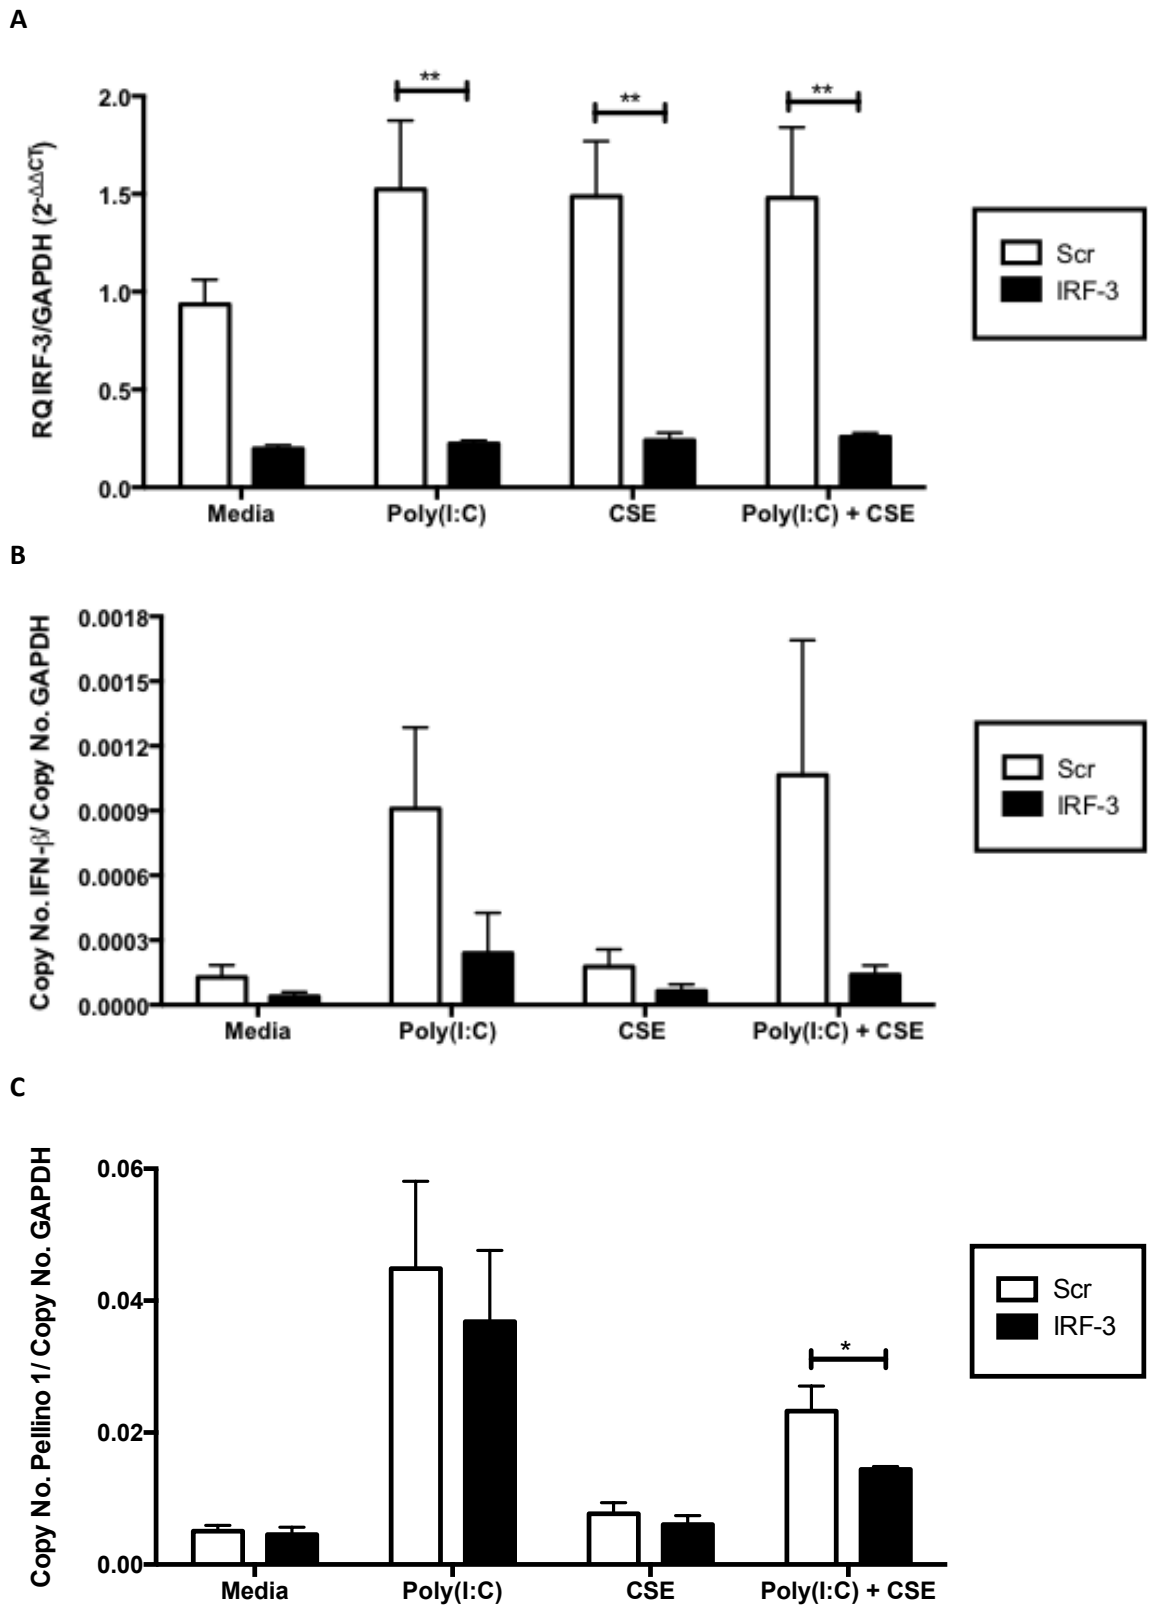 A
RQ IRF-3/GAPDH (2-ΔΔCT)
2.0
1.5
1.0
0.5
0.0
**
**
**
Media
Poly(I:C)
CSE
Poly(I:C) + CSE
Scr
IRF-3
B
Copy No. IFN-β/ Copy No. GAPDH
0.0018
0.0015
0.0012
0.0009
0.0006
0.0003
0.0000
Media
Poly(I:C)
CSE
Poly(I:C) + CSE
Scr
IRF-3
C
Copy No. Pellino 1/ Copy No. GAPDH
0.06
0.04
0.02
0.00
*
Media
Poly(I:C)
CSE
Poly(I:C) + CSE
Scr
IRF-3